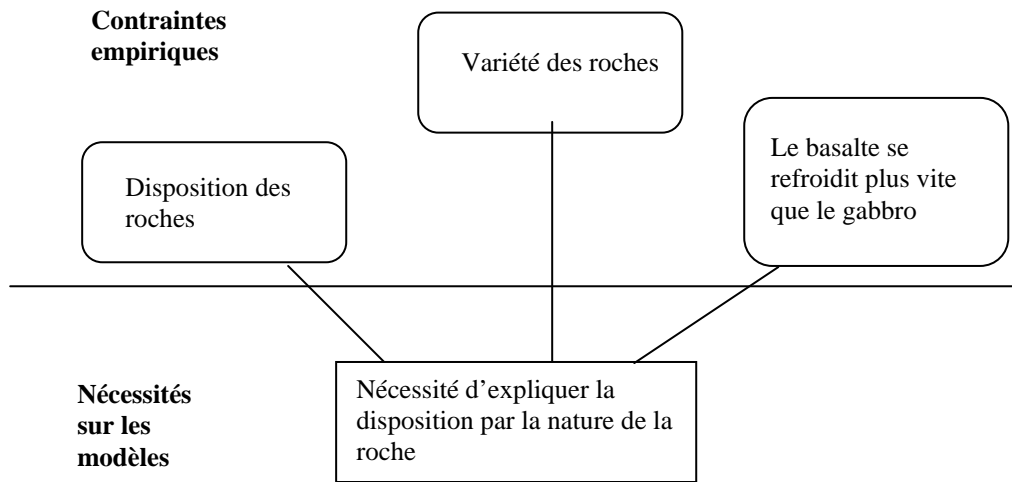 Contraintes
empiriques
Variété des roches
Disposition des
roches
Le basalte se
refroidit plus vite
que le gabbro
Nécessités
sur les
modèles
Nécessité d’expliquer la
disposition par la nature de la
roche